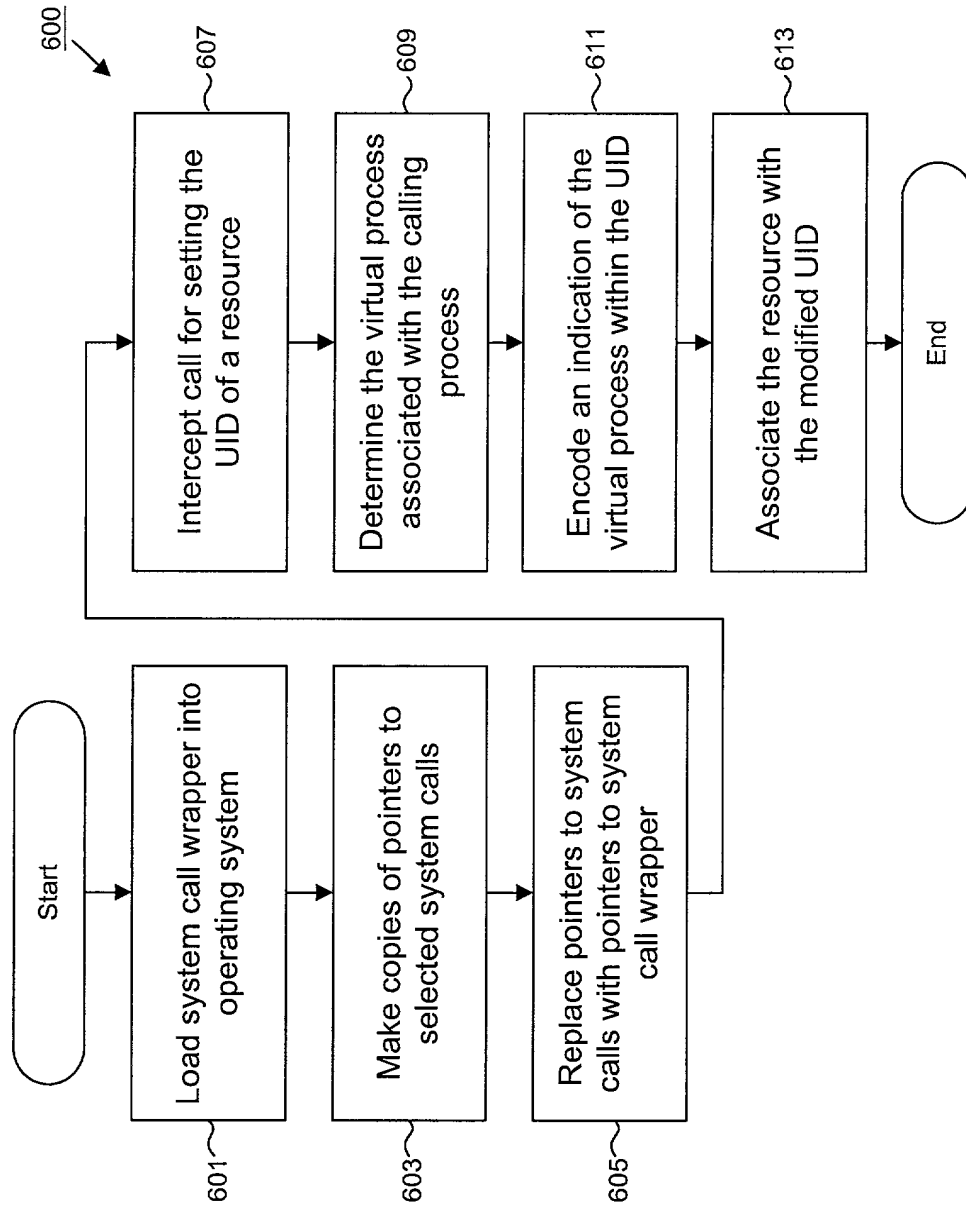 600
Start
Load system call wrapper into
operating system
601
Make copies of pointers to
selected system calls
603
Replace pointers to system
calls with pointers to system
call wrapper
605
Intercept call for setting the
UID of a resource
607
Determine the virtual process
associated with the calling
process
609
Encode an indication of the
virtual process within the UID
611
Associate the resource with
the modified UID
613
End